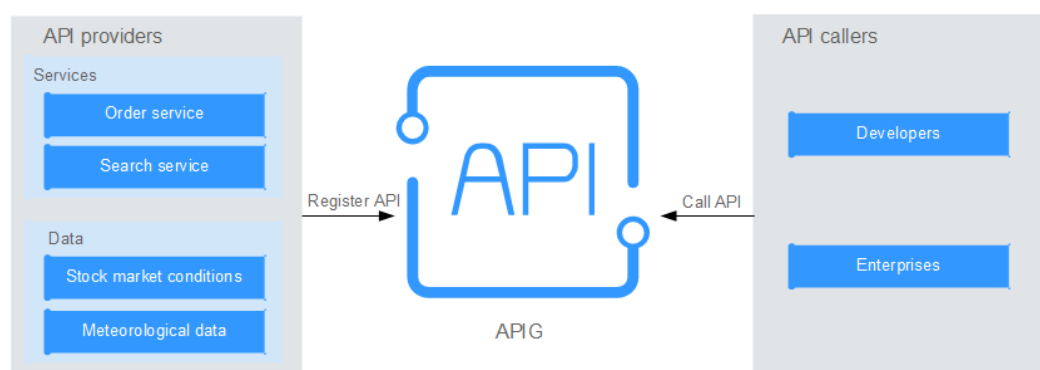 API providers
Services
Order service
Search service
Data
Stock market conditions
Meteorological data
Register API
API
APIG
Call API
API callers
Developers
Enterprises